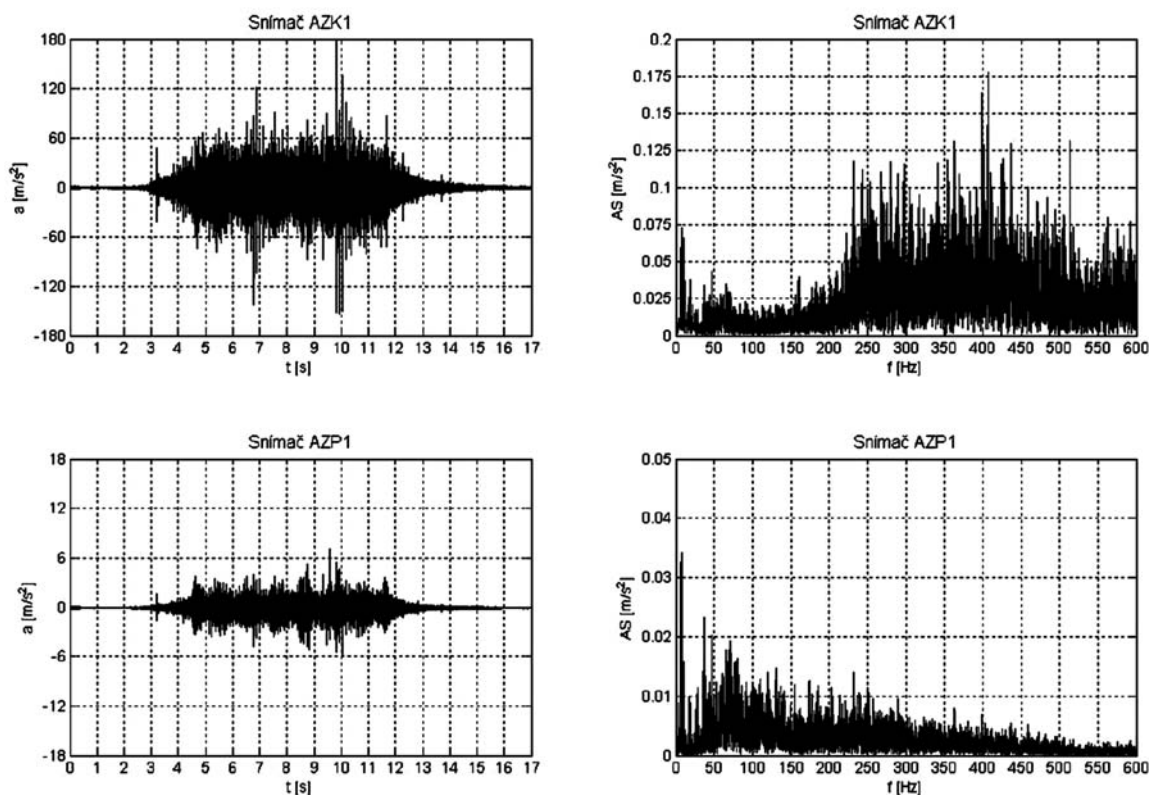 Snímač AZK1
180
120
60
0
-60
-120
-180
a [m/s²]
0 1 2 3 4 5 6 7 8 9 10 11 12 13 14 15 16 17
t [s]
Snímač AZK1
0.2
0.175
0.15
0.125
0.1
0.075
0.05
0.025
0
AS [m/s²]
0 50 100 150 200 250 300 350 400 450 500 550 600
f [Hz]
Snímač AZP1
18
12
6
0
-6
-12
-18
a [m/s²]
0 1 2 3 4 5 6 7 8 9 10 11 12 13 14 15 16 17
t [s]
Snímač AZP1
0.05
0.04
0.03
0.02
0.01
0
AS [m/s²]
0 50 100 150 200 250 300 350 400 450 500 550 600
f [Hz]